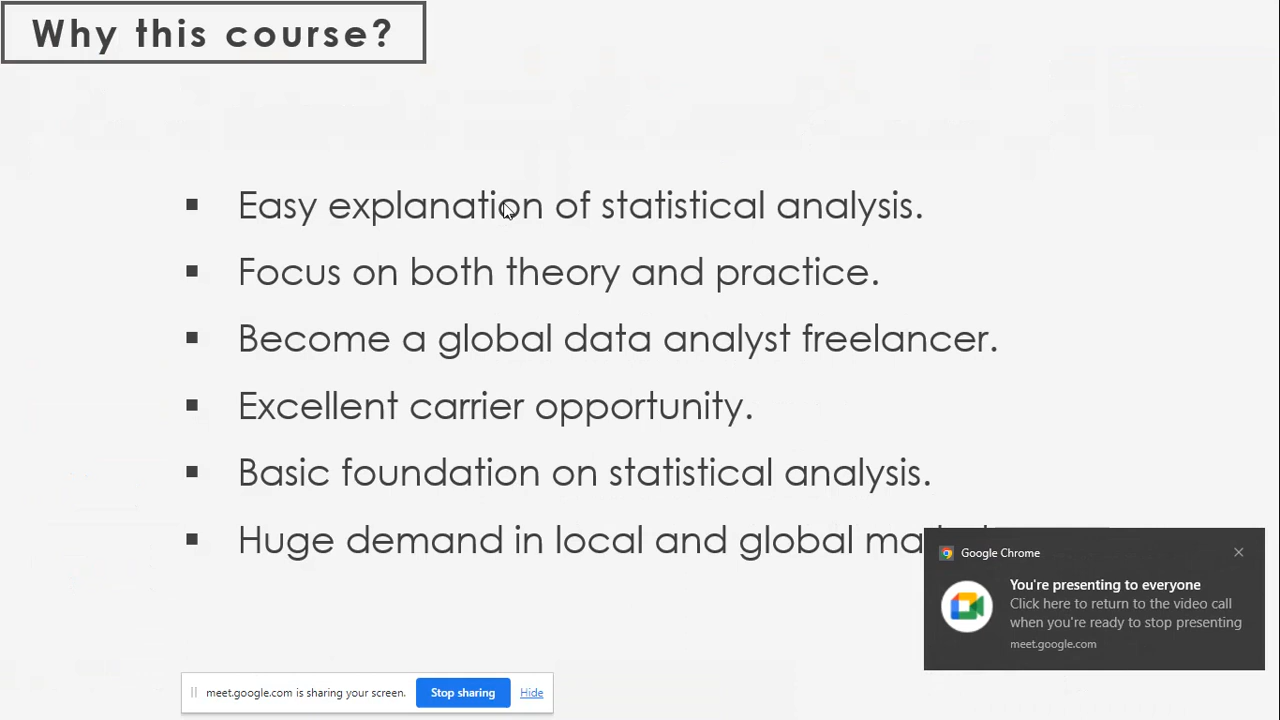 Why this course?
▪ Easy explanation of statistical analysis.
▪ Focus on both theory and practice.
▪ Become a global data analyst freelancer.
▪ Excellent carrier opportunity.
▪ Basic foundation on statistical analysis.
▪ Huge demand in local and global
Google Chrome
You're presenting to everyone
Click here to return to the video call
when you're ready to stop presenting
meet.google.com
meet.google.com is sharing your screen. Stop sharing Hide